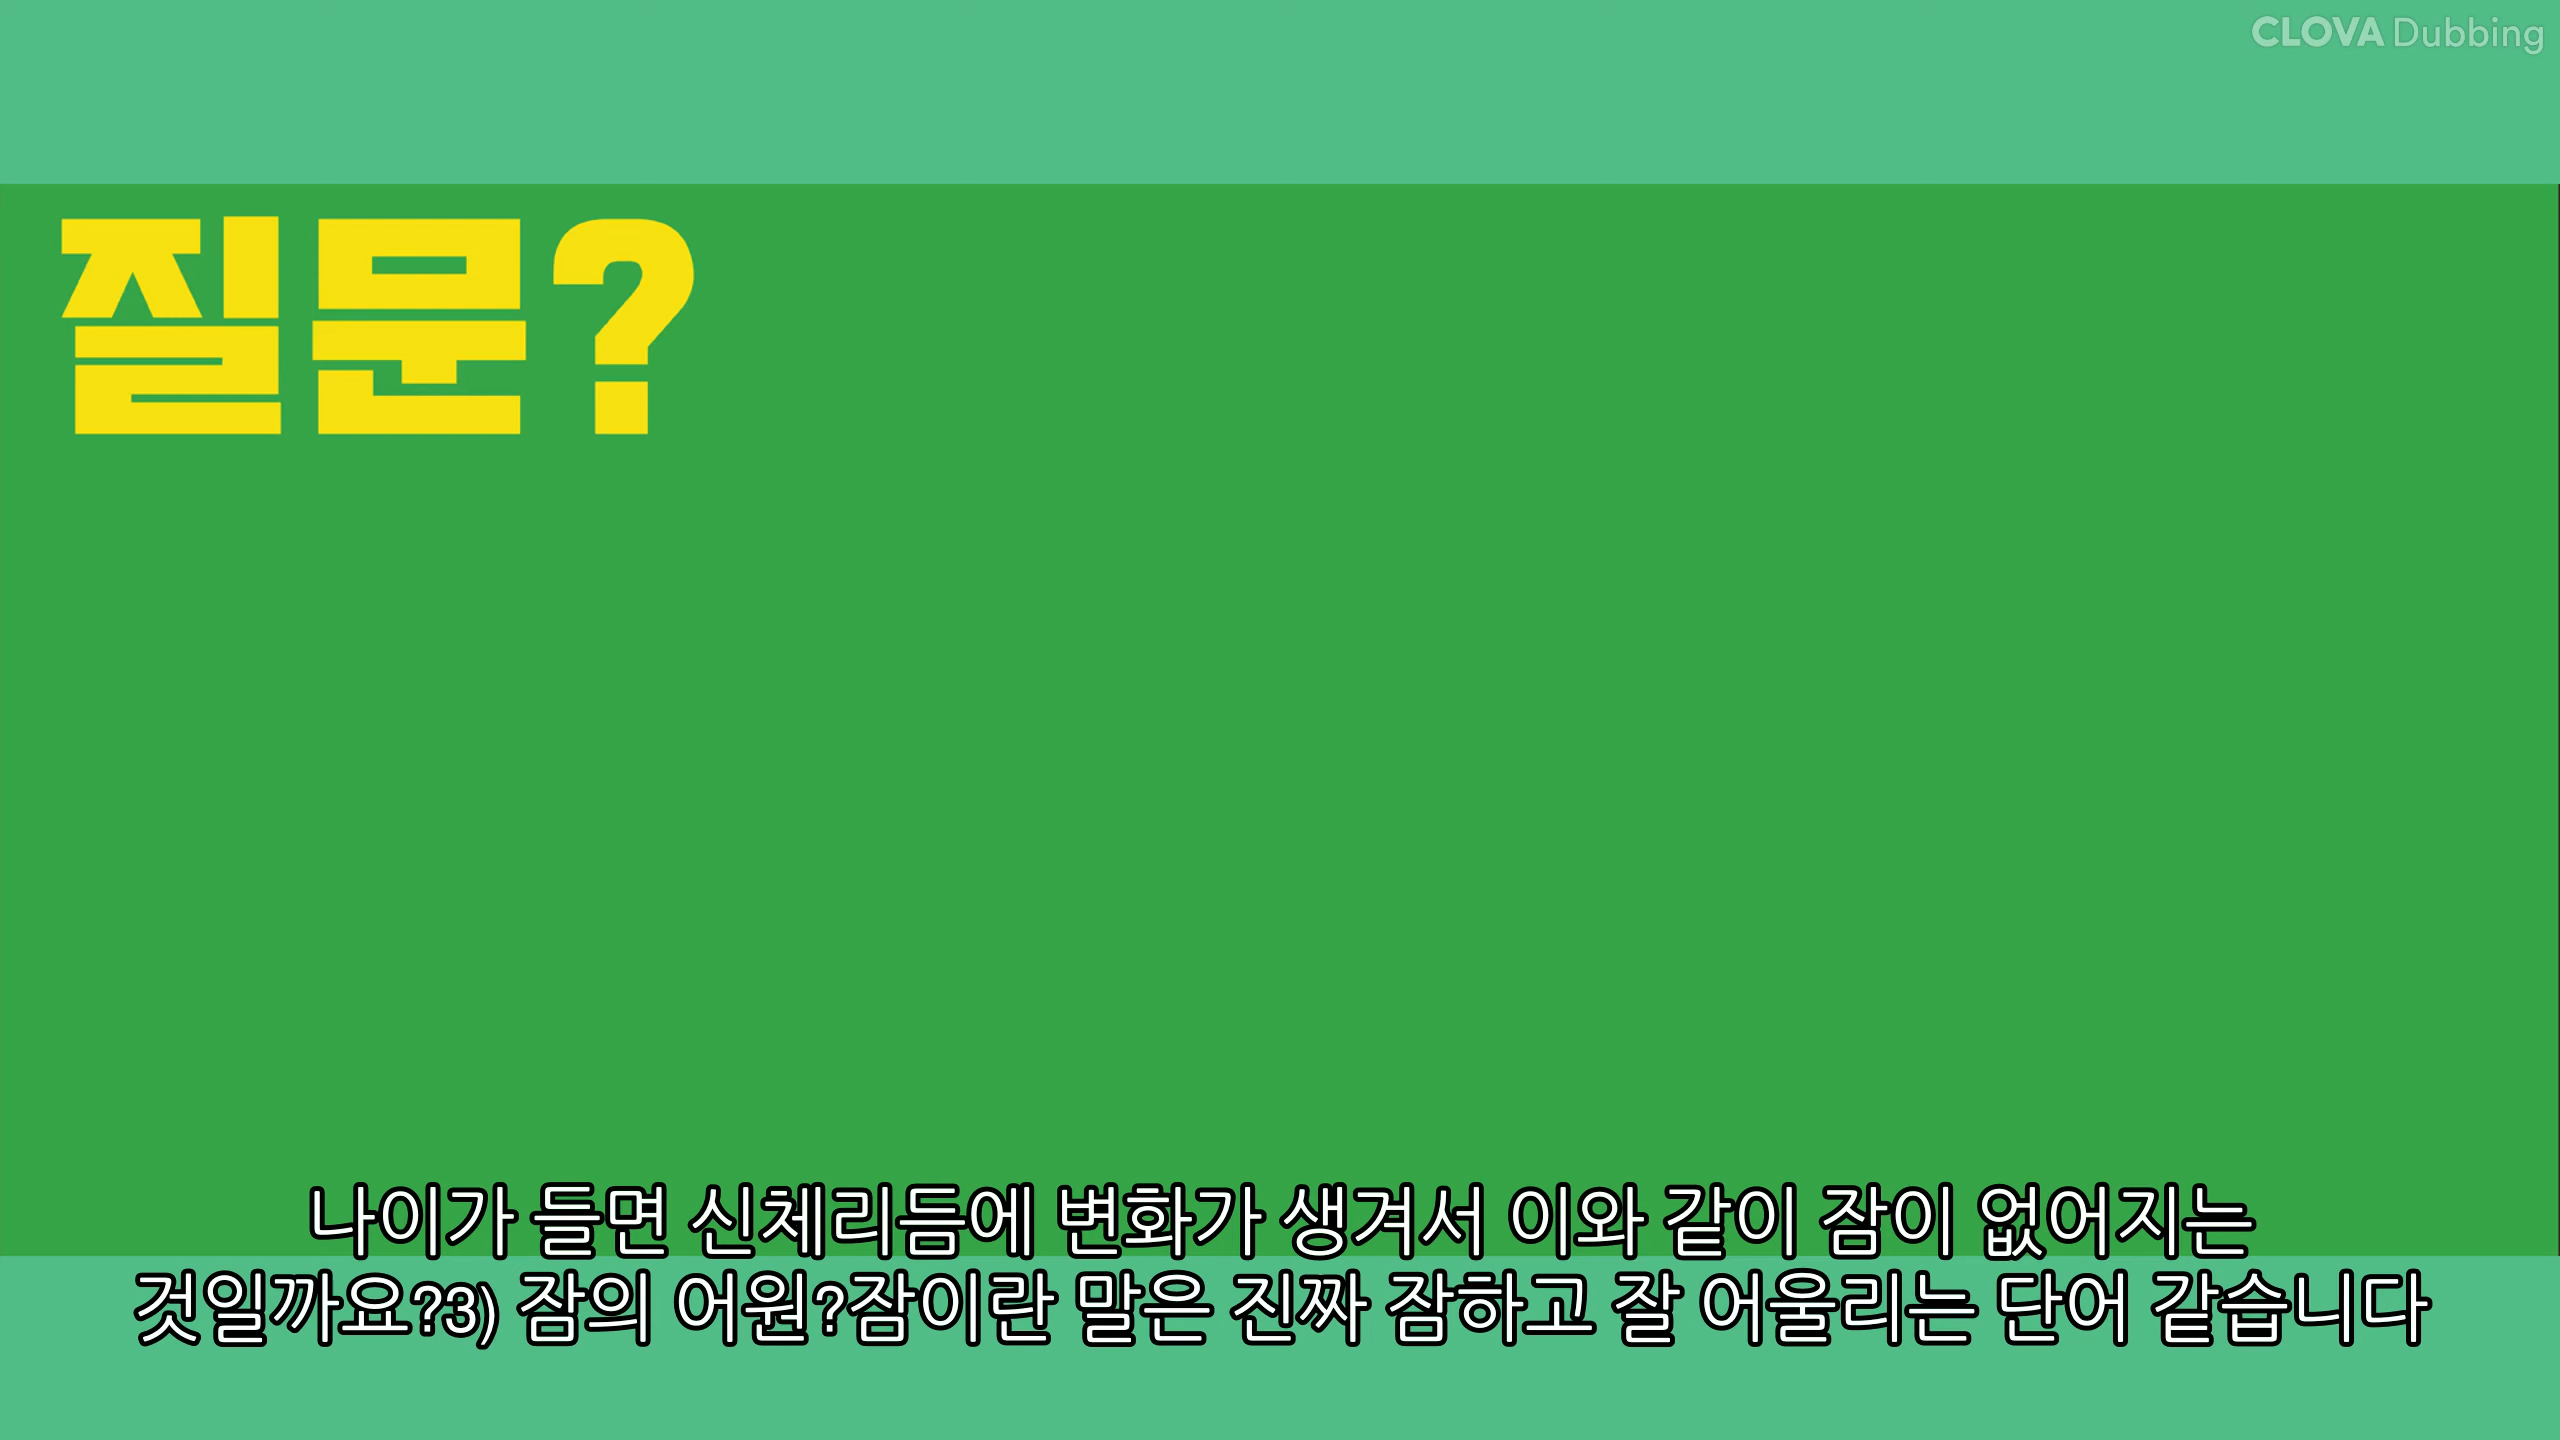 CLOVA Dubbing
질문?
나이가 들면 신체리듬에 변화가 생겨서 이와 같이 잠이 없어지는
것일까요?3) 잠의 어원?잠이란 말은 진짜 잠하고 잘 어울리는 단어 같습니다